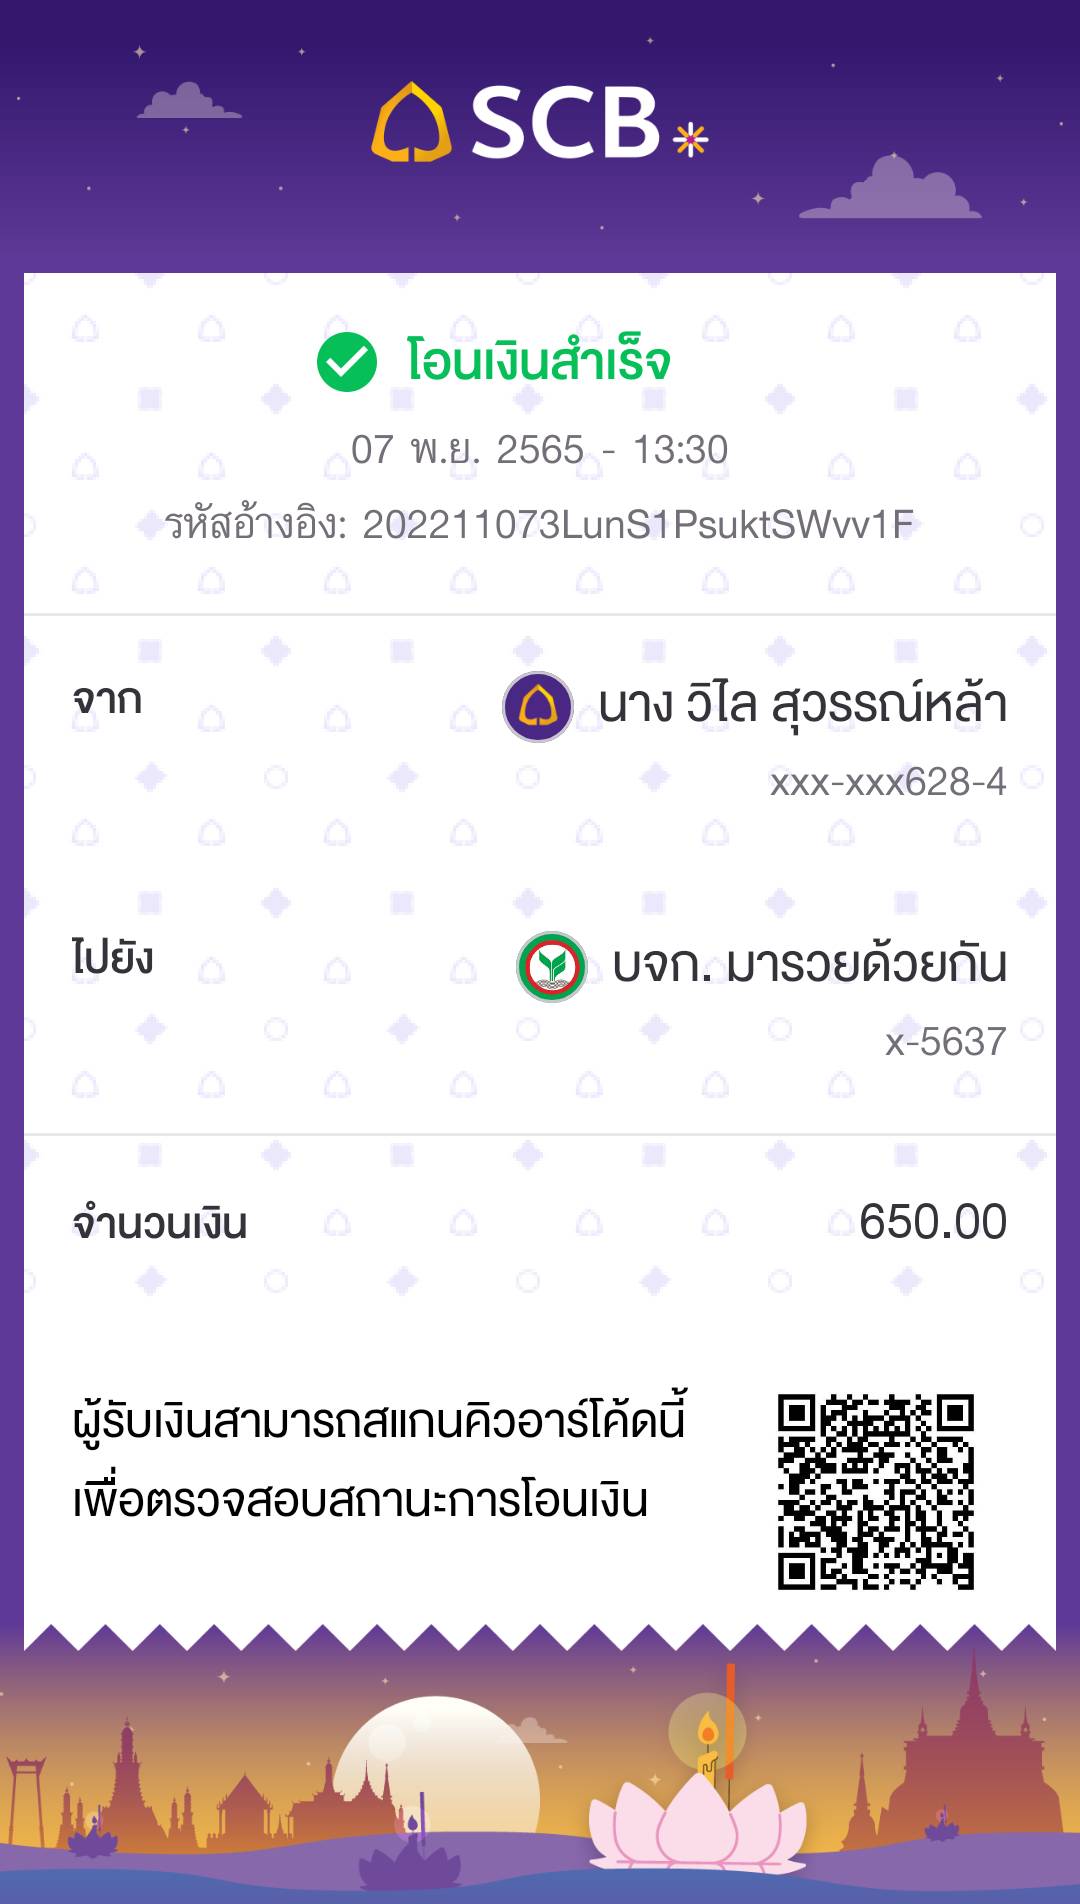 SCB
โอนเงินสำเร็จ
07 พ.ย. 2565 - 13:30
รหัสอ้างอิง: 202211073LunS1PsuktSWvv1F
จาก
นาง วิไล สุวรรณ์หล้า
xxx-xxx628-4
ไปยัง
บจก. มารวยด้วยกัน
x-5637
จำนวนเงิน
650.00
ผู้รับเงินสามารถสแกนคิวอาร์โค้ดนี้
เพื่อตรวจสอบสถานะการโอนเงิน